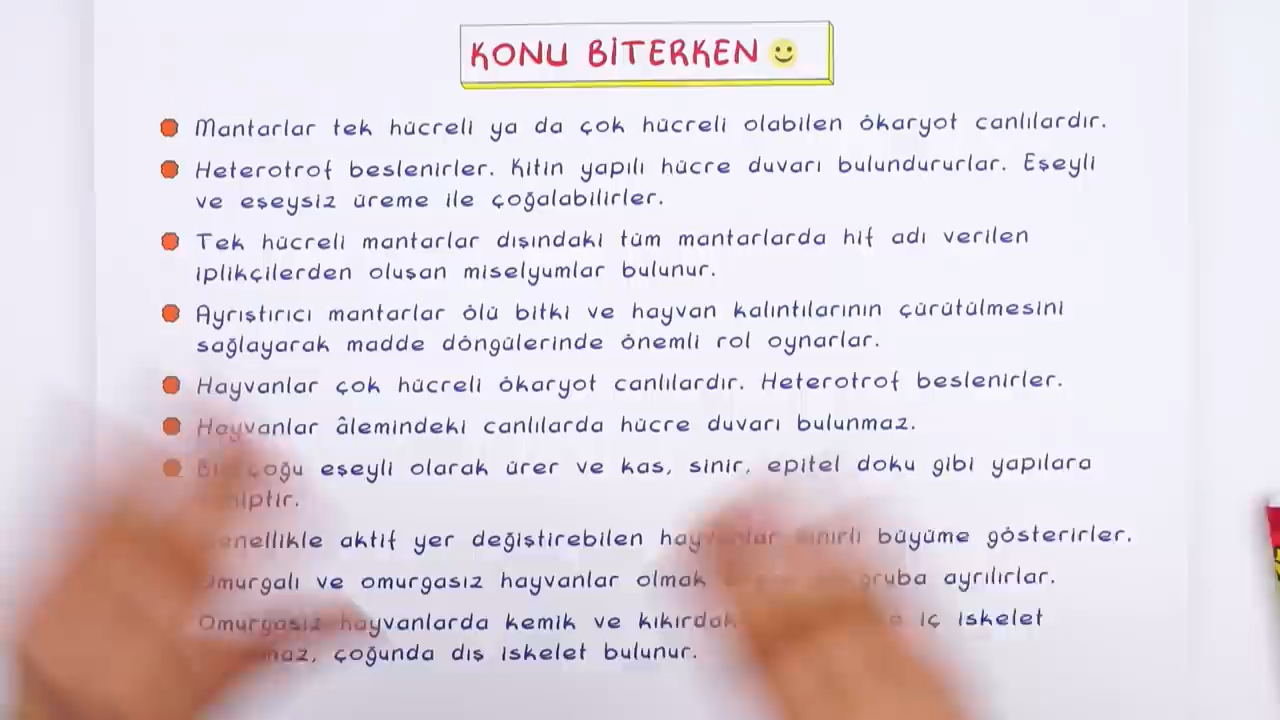 KONU BİTERKEN
Mantarlar tek hücreli ya da çok hücreli olabilen ökaryot canlılardır.
Heterotrof beslenirler. Kitin yapılı hücre duvarı bulundururlar. Eşeyli
ve eşeysiz üreme ile çoğalabilirler.
Tek hücreli mantarlar dışındaki tüm mantarlarda hif adı verilen
iplikçilerden oluşan miselyumlar bulunur.
Ayrıştırıcı mantarlar ölü bitki ve hayvan kalıntılarının çürütülmesini
sağlayarak madde döngülerinde önemli rol oynarlar.
Hayvanlar çok hücreli ökaryot canlılardır. Heterotrof beslenirler.
Hayvanlar âlemindeki canlılarda hücre duvarı bulunmaz.
çoğu eşeyli olarak ürer ve kas, sinir, epitel doku gibi yapılara
Genellikle aktif yer değiştirebilen hayvanlar sınırlı büyüme gösterirler.
Omurgalı ve omurgasız hayvanlar olmak gruba ayrılırlar.
Omurgasız hayvanlarda kemik ve kıkırdak iç iskelet
çoğunda dış iskelet bulunur.